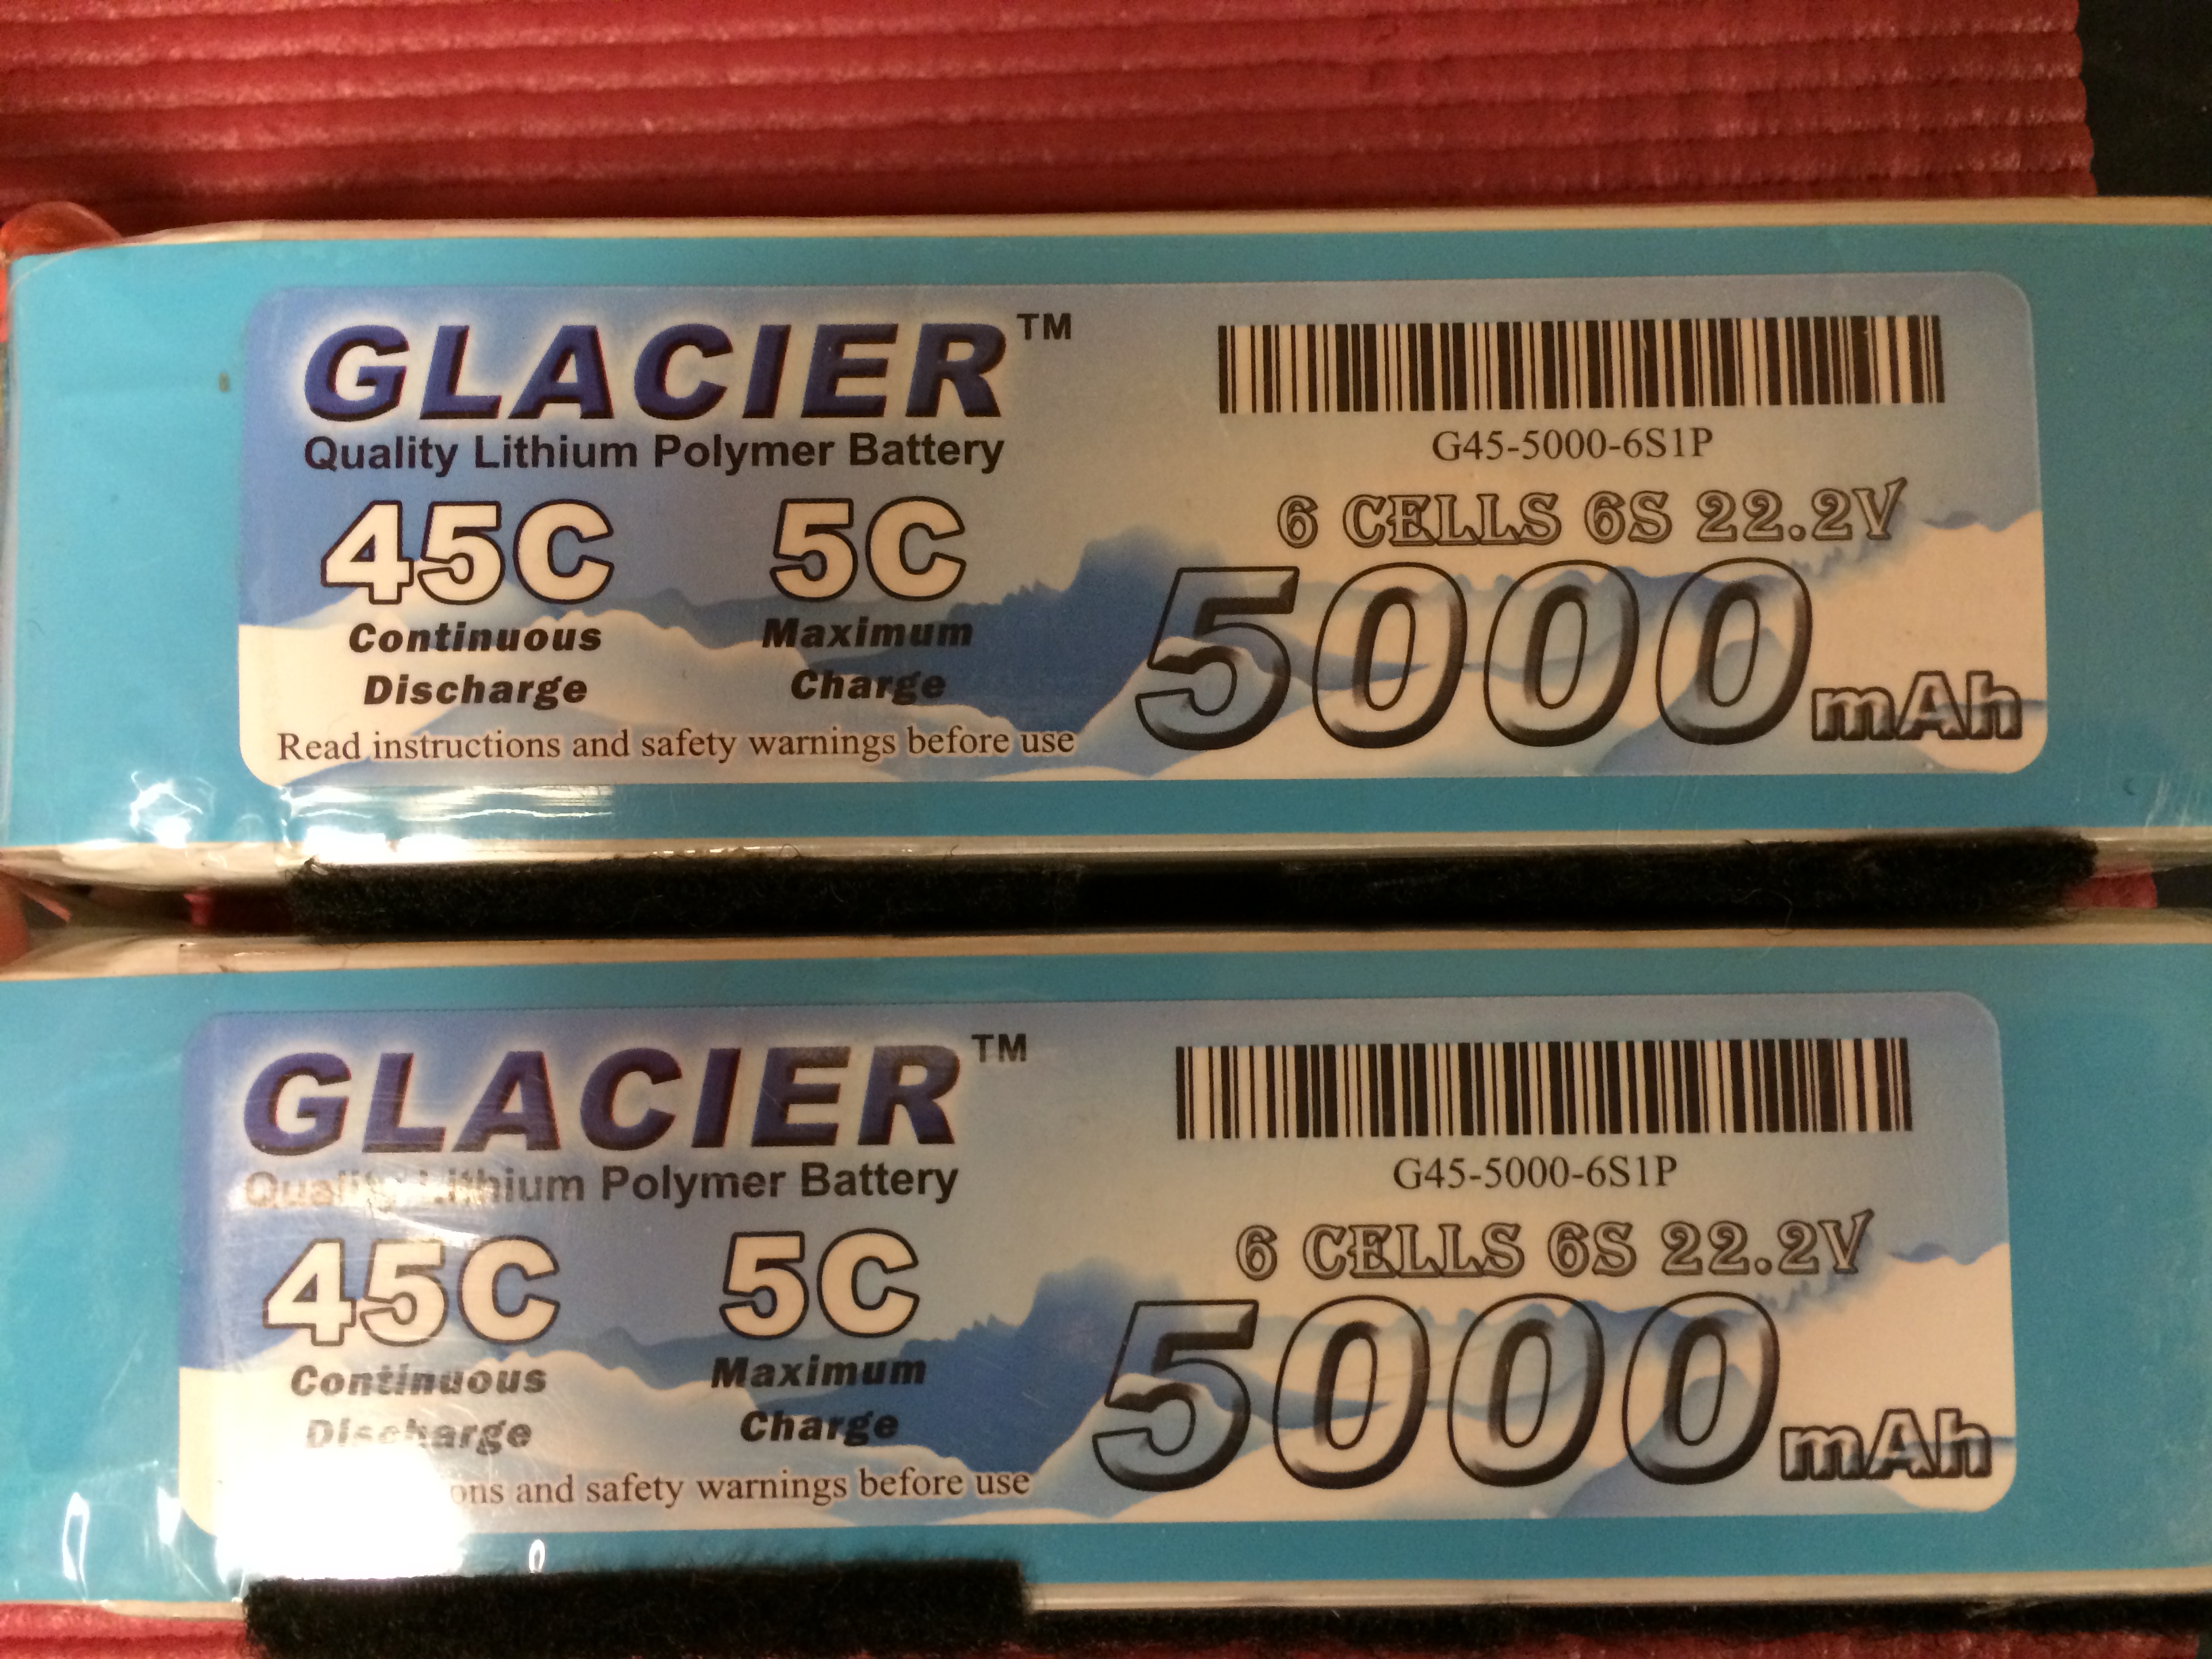 GLACIER™
Quality Lithium Polymer Battery
45C 5C
Continuous Discharge
Maximum Charge
Read instructions and safety warnings before use
G45-5000-6S1P
6 CELLS 6S 22.2V
5000mAh
GLACIER™
Quality Lithium Polymer Battery
45C 5C
Continuous Discharge
Maximum Charge
and safety warnings before use
G45-5000-6S1P
6 CELLS 6S 22.2V
5000mAh